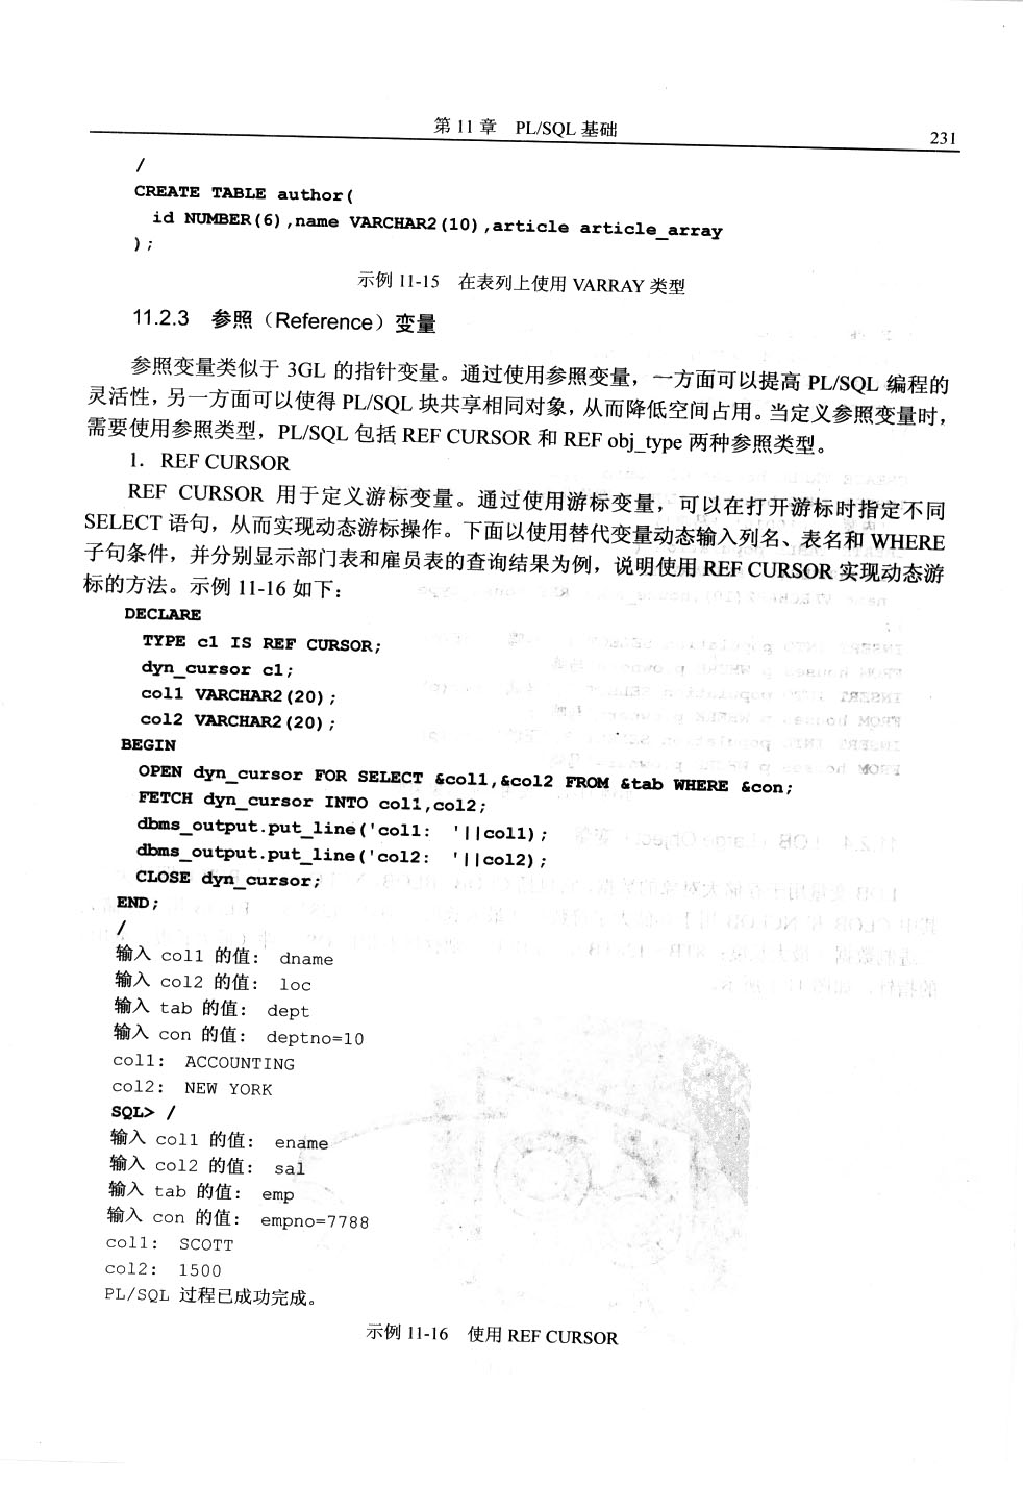 第 11 章 PL/SQL 基础
231
/
CREATE TABLE author(
id NUMBER(6),name VARCHAR2(10),article article_array
);
示例 11-15 在表列上使用 VARRAY 类型
11.2.3 参照（Reference）变量
参照变量类似于 3GL 的指针变量。通过使用参照变量，一方面可以提高 PL/SQL 编程的
灵活性，另一方面可以使得 PL/SQL 块共享相同对象，从而降低空间占用。当定义参照变量时，
需要使用参照类型，PL/SQL 包括 REF CURSOR 和 REF obj_type 两种参照类型。
1．REF CURSOR
REF CURSOR 用于定义游标变量。通过使用游标变量，可以在打开游标时指定不同
SELECT 语句，从而实现动态游标操作。下面以使用替代变量动态输入列名、表名和 WHERE
子句条件，并分别显示部门表和雇员表的查询结果为例，说明使用 REF CURSOR 实现动态游
标的方法。示例 11-16 如下：
DECLARE
TYPE c1 IS REF CURSOR;
dyn_cursor c1;
col1 VARCHAR2(20);
col2 VARCHAR2(20);
BEGIN
OPEN dyn_cursor FOR SELECT &col1,&col2 FROM &tab WHERE &con;
FETCH dyn_cursor INTO col1,col2;
dbms_output.put_line('col1: '||col1);
dbms_output.put_line('col2: '||col2);
CLOSE dyn_cursor;
END;
/
输入 col1 的值： dname
输入 col2 的值： loc
输入 tab 的值： dept
输入 con 的值： deptno=10
col1: ACCOUNTING
col2: NEW YORK
SQL> /
输入 col1 的值： ename
输入 col2 的值： sal
输入 tab 的值： emp
输入 con 的值： empno=7788
col1: SCOTT
col2: 1500
PL/SQL 过程已成功完成。
示例 11-16 使用 REF CURSOR